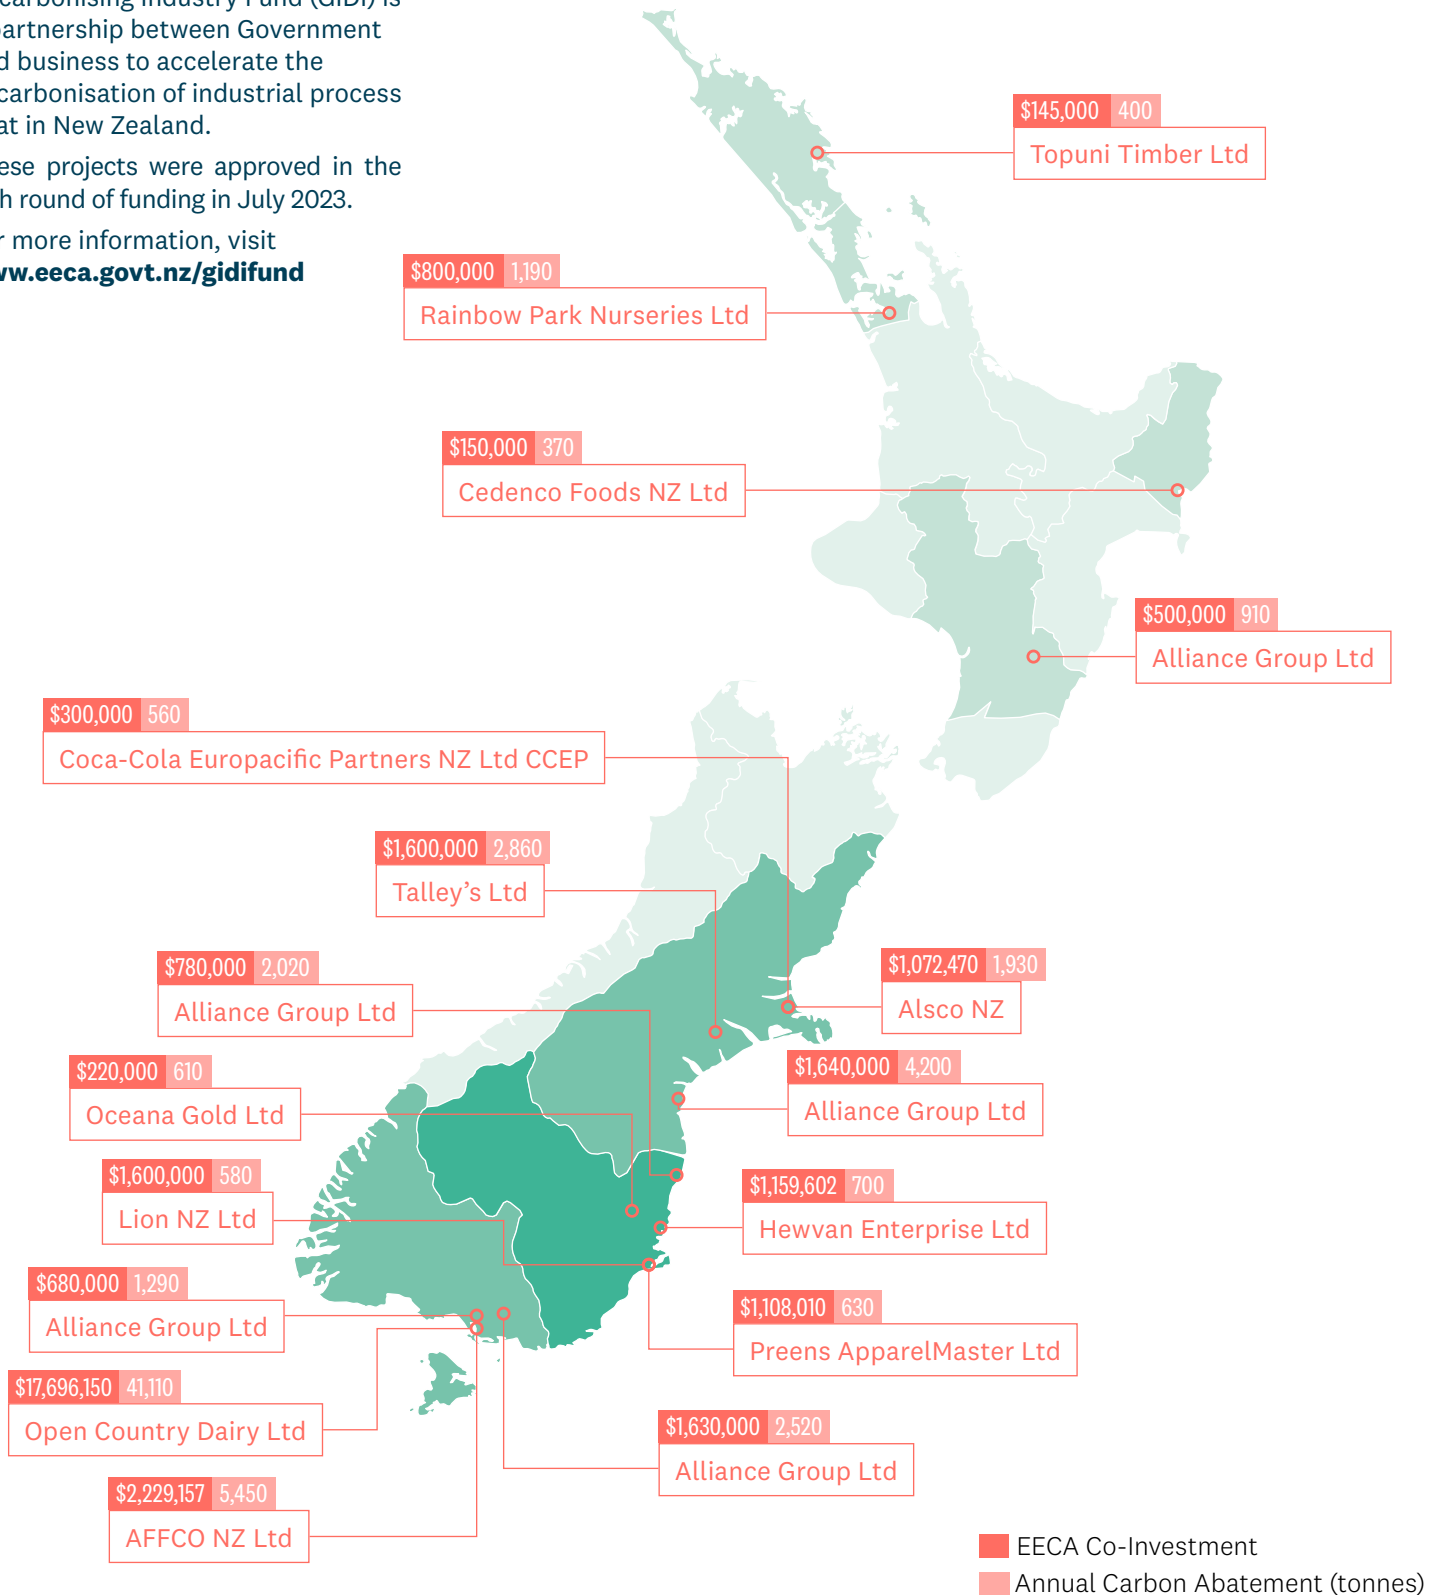 Industry Fund (GIDI) is
between Government
business to accelerate the
of industrial process
in New Zealand.
projects were approved in the
round of funding in July 2023.
more information, visit
www.eeca.govt.nz/gidifund
$145,000 400
Topuni Timber Ltd
$800,000 1,190
Rainbow Park Nurseries Ltd
$150,000 370
Cedenco Foods NZ Ltd
$500,000 910
Alliance Group Ltd
$300,000 560
Coca-Cola Europacific Partners NZ Ltd CCEP
$1,600,000 2,860
Talley’s Ltd
$780,000 2,020
Alliance Group Ltd
$1,072,470 1,930
Alsco NZ
$220,000 610
Oceana Gold Ltd
$1,640,000 4,200
Alliance Group Ltd
$1,600,000 580
Lion NZ Ltd
$1,159,602 700
Hewvan Enterprise Ltd
$680,000 1,290
Alliance Group Ltd
$1,108,010 630
Preens ApparelMaster Ltd
$17,696,150 41,110
Open Country Dairy Ltd
$1,630,000 2,520
Alliance Group Ltd
$2,229,157 5,450
AFFCO NZ Ltd
EECA Co-Investment
Annual Carbon Abatement (tonnes)